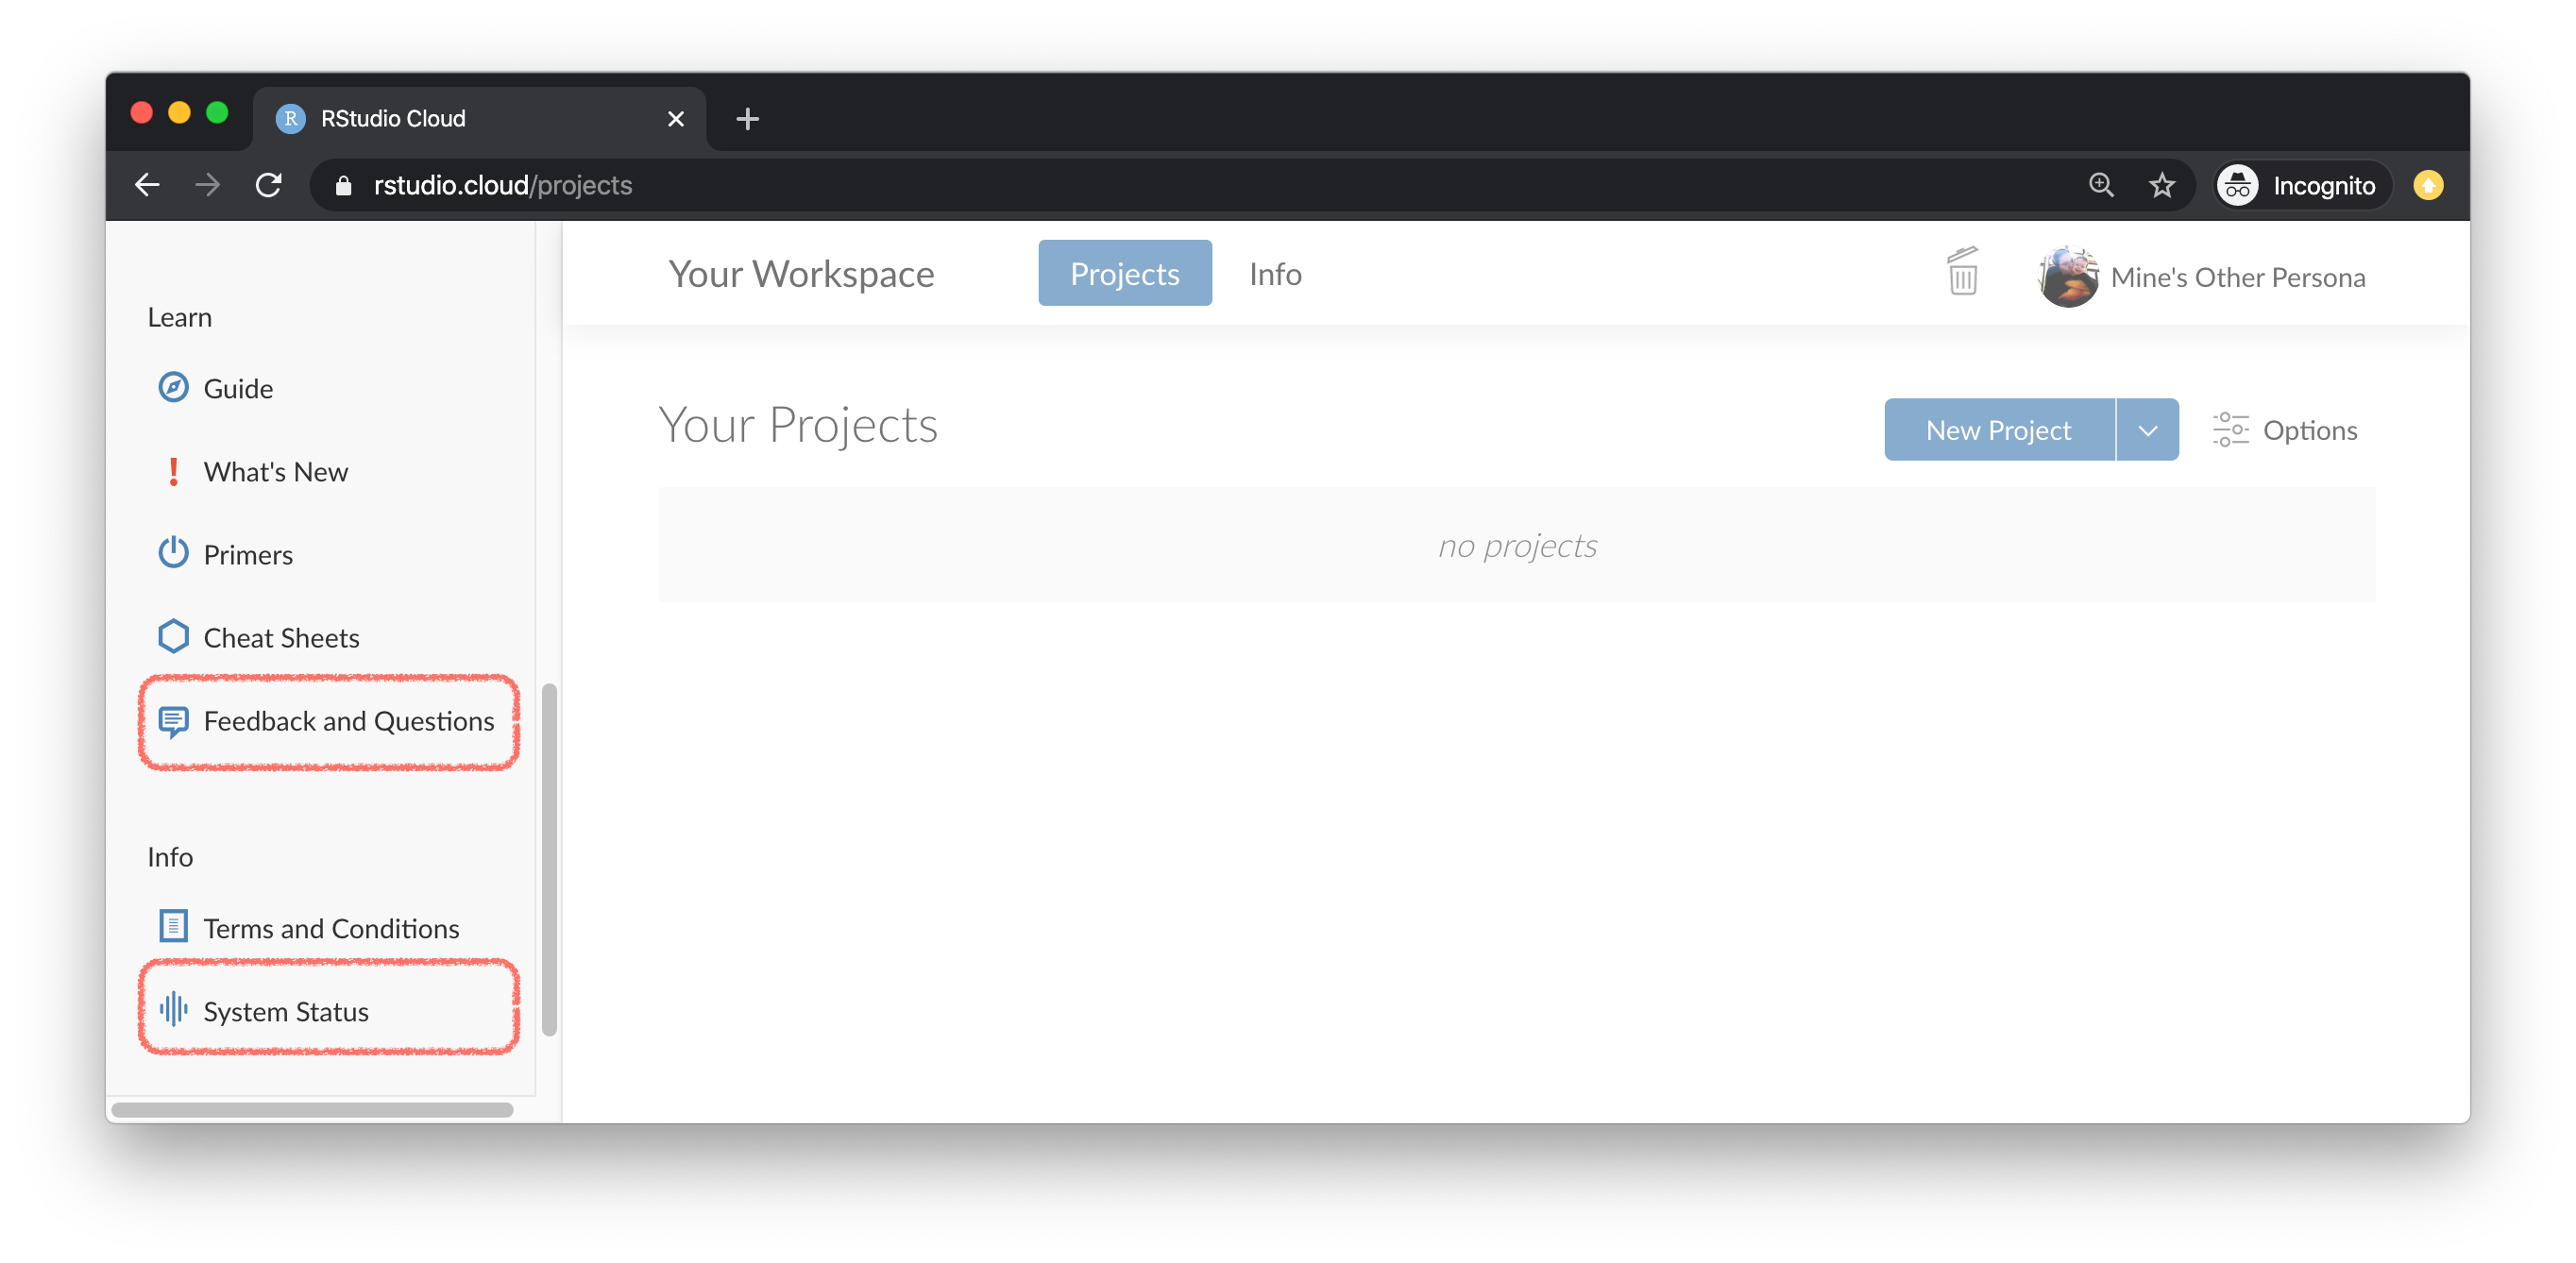 RStudio Cloud
rstudio.cloud/projects
Incognito
Learn
Guide
What's New
Primers
Cheat Sheets
Feedback and Questions
Info
Terms and Conditions
System Status
Your Workspace
Projects
Info
Mine's Other Persona
Your Projects
New Project
Options
no projects